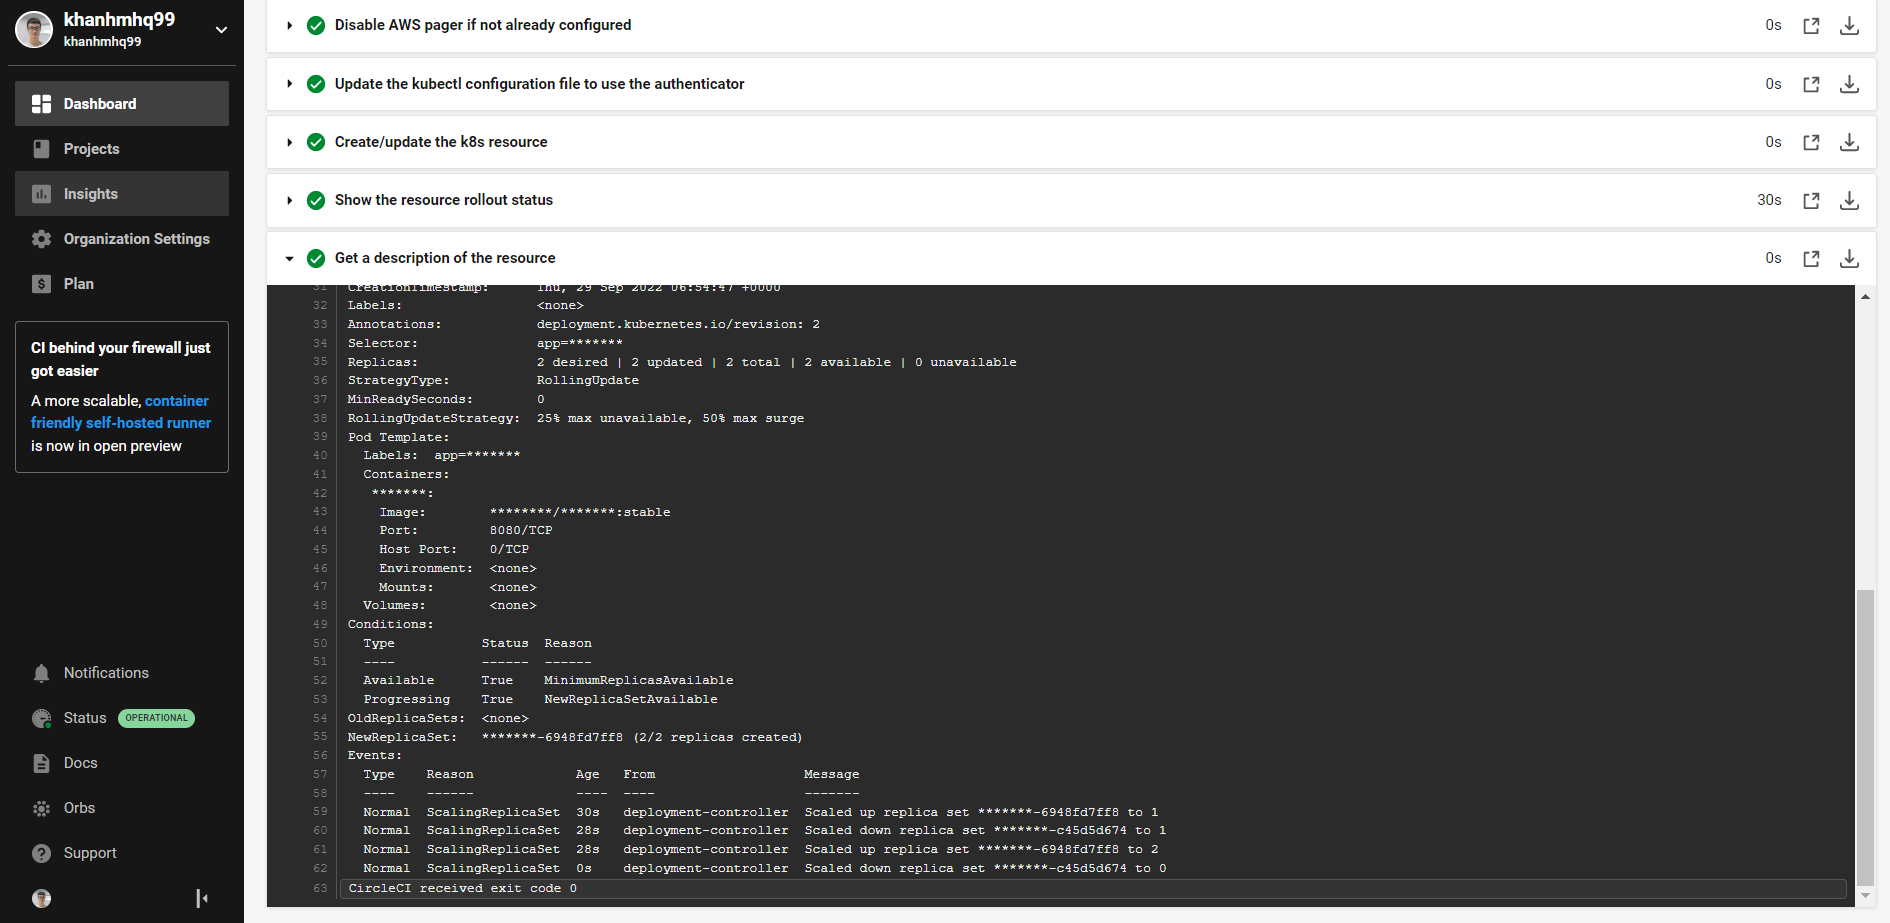 khanhmhq99
khanhmhq99
Dashboard
Projects
Insights
Organization Settings
Plan
CI behind your firewall just
got easier
A more scalable, container
friendly self-hosted runner
is now in open preview
Notifications
Status OPERATIONAL
Docs
Orbs
Support
Disable AWS pager if not already configured 0s
Update the kubectl configuration file to use the authenticator 0s
Create/update the k8s resource 0s
Show the resource rollout status 30s
Get a description of the resource 0s
31 CreationTimestamp: Thu, 29 Sep 2022 06:54:47 +0000
32 Labels: <none>
33 Annotations: deployment.kubernetes.io/revision: 2
34 Selector: app=*******
35 Replicas: 2 desired | 2 updated | 2 total | 2 available | 0 unavailable
36 StrategyType: RollingUpdate
37 MinReadySeconds: 0
38 RollingUpdateStrategy: 25% max unavailable, 50% max surge
39 Pod Template:
40 Labels: app=*******
41 Containers:
42 *******:
43 Image: ********/*******:stable
44 Port: 8080/TCP
45 Host Port: 0/TCP
46 Environment: <none>
47 Mounts: <none>
48 Volumes: <none>
49 Conditions:
50 Type Status Reason
51 ---- ------ ------
52 Available True MinimumReplicasAvailable
53 Progressing True NewReplicaSetAvailable
54 OldReplicaSets: <none>
55 NewReplicaSet: *******-6948fd7ff8 (2/2 replicas created)
56 Events:
57 Type Reason Age From Message
58 ---- ------ ---- ---- -------
59 Normal ScalingReplicaSet 30s deployment-controller Scaled up replica set *******-6948fd7ff8 to 1
60 Normal ScalingReplicaSet 28s deployment-controller Scaled down replica set *******-c45d5d674 to 1
61 Normal ScalingReplicaSet 28s deployment-controller Scaled up replica set *******-6948fd7ff8 to 2
62 Normal ScalingReplicaSet 0s deployment-controller Scaled down replica set *******-c45d5d674 to 0
63 CircleCI received exit code 0